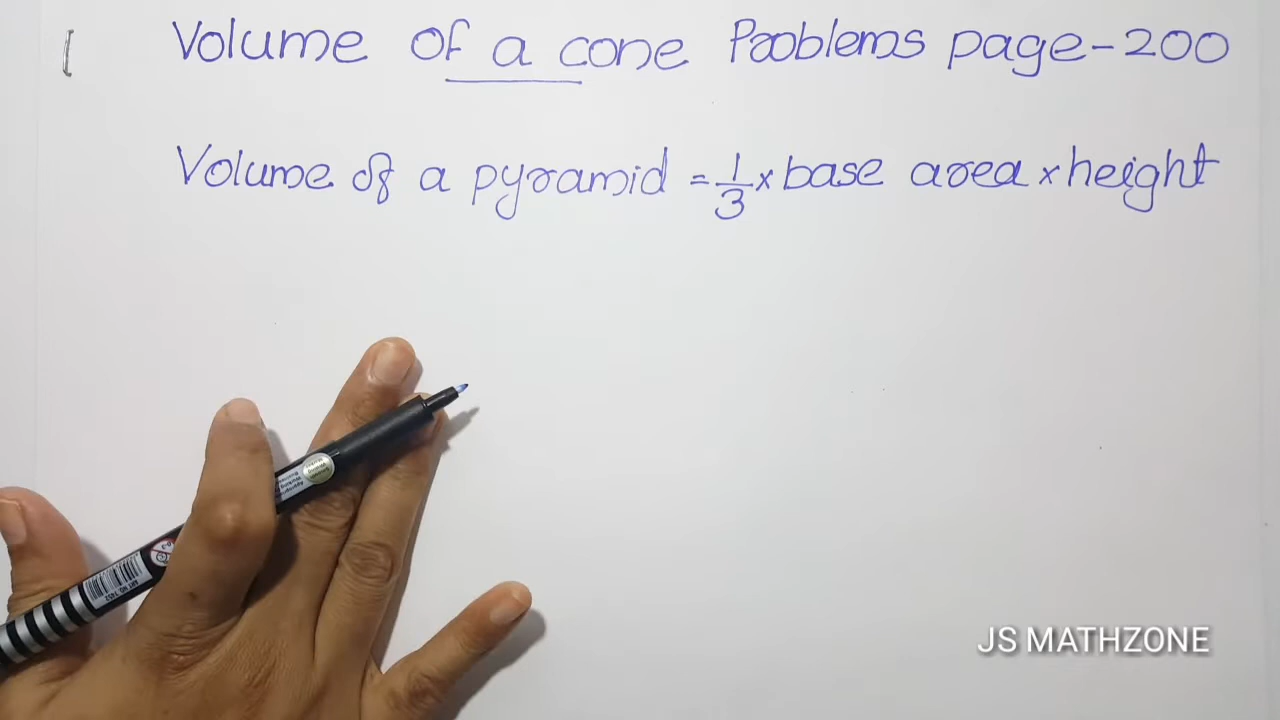 Volume of a cone Problems page-200
Volume of a pyramid = 1/3 × base area × height
JS MATHZONE